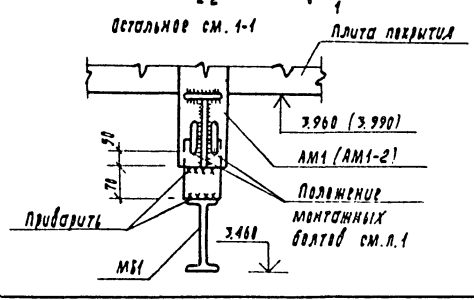 1
Остальное см. 1-1
Плита покрытия
3.960 (3.990)
90
АМ1 (АМ1-2)
70
Положение
монтажных
болтов см.п.1
Приварить
3.460
МБ1